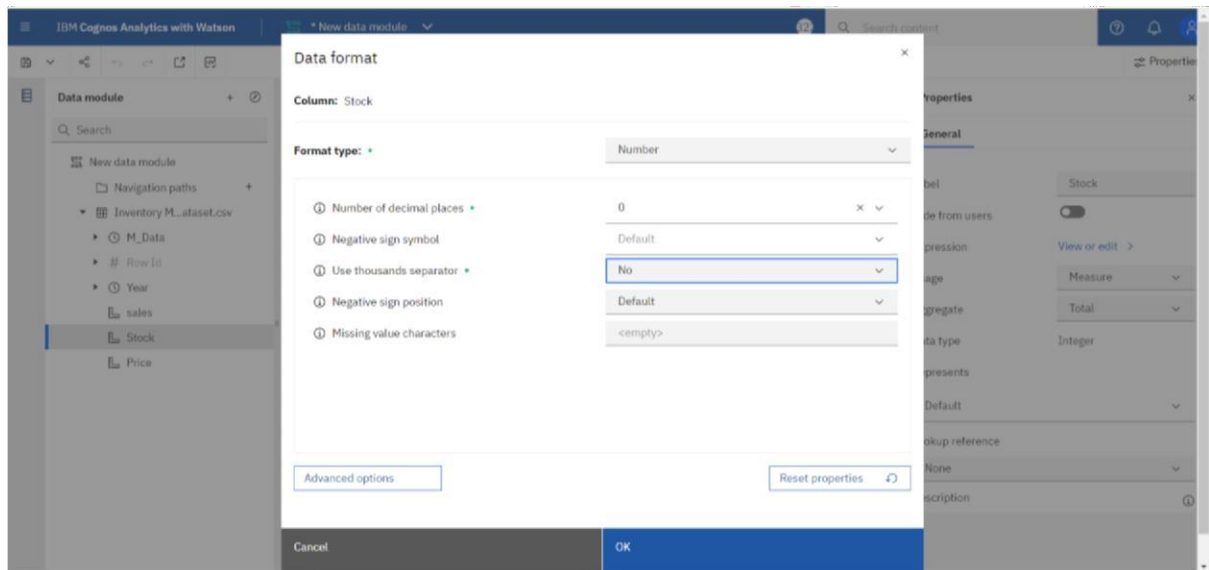 IBM Cognos Analytics with Watson
* New data module
Search content
Data module
Search
New data module
Navigation paths
Inventory M...ataset.csv
M_Data
# Row Id
Year
sales
Stock
Price
Data format
Column: Stock
Format type:
Number
Number of decimal places
0
Negative sign symbol
Default
Use thousands separator
No
Negative sign position
Default
Missing value characters
<empty>
Advanced options
Reset properties
Cancel
OK
Propertie
Properties
General
bel
Stock
de from users
pression
View or edit >
age
Measure
gregate
Total
ta type
Integer
presents
Default
okup reference
None
scription